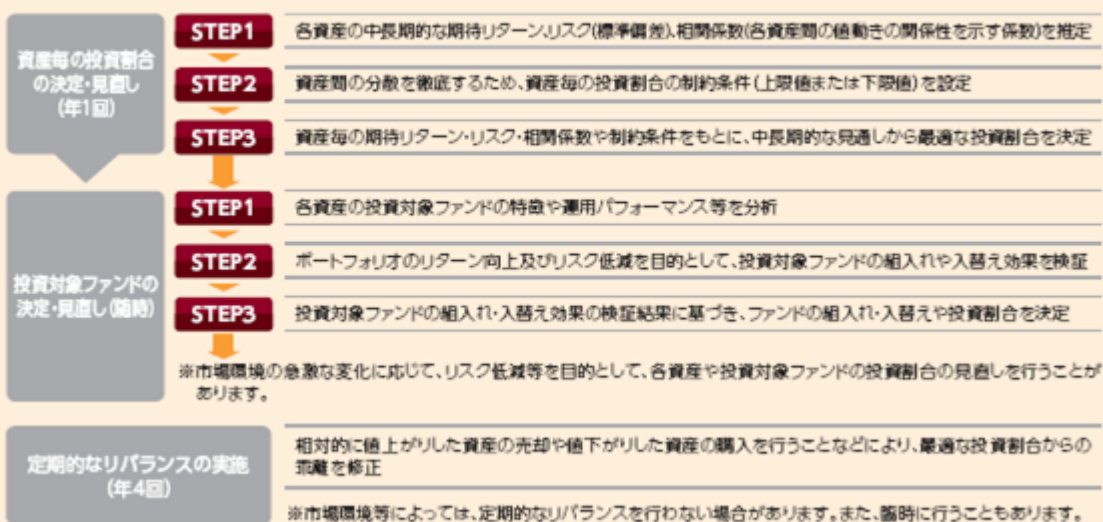 資産毎の投資割合
の決定・見直し
(年1回)
STEP1
各資産の中長期的な期待リターン、リスク(標準偏差)、相関係数(各資産間の値動きの関係性を示す係数)を推定
STEP2
資産間の分散を徹底するため、資産毎の投資割合の制約条件(上限値または下限値)を設定
STEP3
資産毎の期待リターン・リスク・相関係数や制約条件をもとに、中長期的な見通しから最適な投資割合を決定
投資対象ファンドの
決定・見直し(随時)
STEP1
各資産の投資対象ファンドの特徴や運用パフォーマンス等を分析
STEP2
ポートフォリオのリターン向上及びリスク低減を目的として、投資対象ファンドの組入れや入替え効果を検証
STEP3
投資対象ファンドの組入れ・入替え効果の検証結果に基づき、ファンドの組入れ・入替えや投資割合を決定
※市場環境の急激な変化に応じて、リスク低減等を目的として、各資産や投資対象ファンドの投資割合の見直しを行うことが
あります。
定期的なリバランスの実施
(年4回)
相対的に値上がりした資産の売却や値下がりした資産の購入を行うことなどにより、最適な投資割合からの
乖離を修正
※市場環境等によっては、定期的なリバランスを行わない場合があります。また、臨時に行うこともあります。